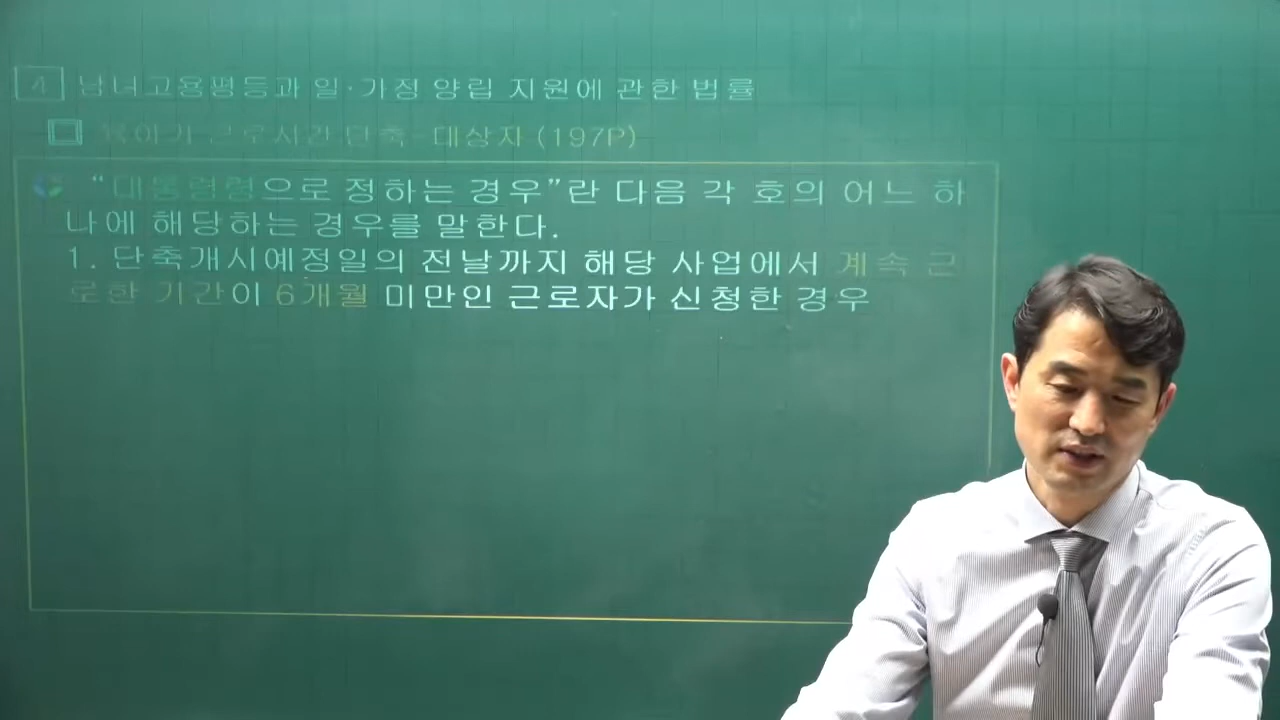 4 남녀고용평등과 일·가정 양립 지원에 관한 법률
육아기 근로시간 단축-대상자 (197P)
"대통령령으로 정하는 경우"란 다음 각 호의 어느 하
나에 해당하는 경우를 말한다.
1. 단축개시예정일의 전날까지 해당 사업에서 계속 근
로한 기간이 6개월 미만인 근로자가 신청한 경우